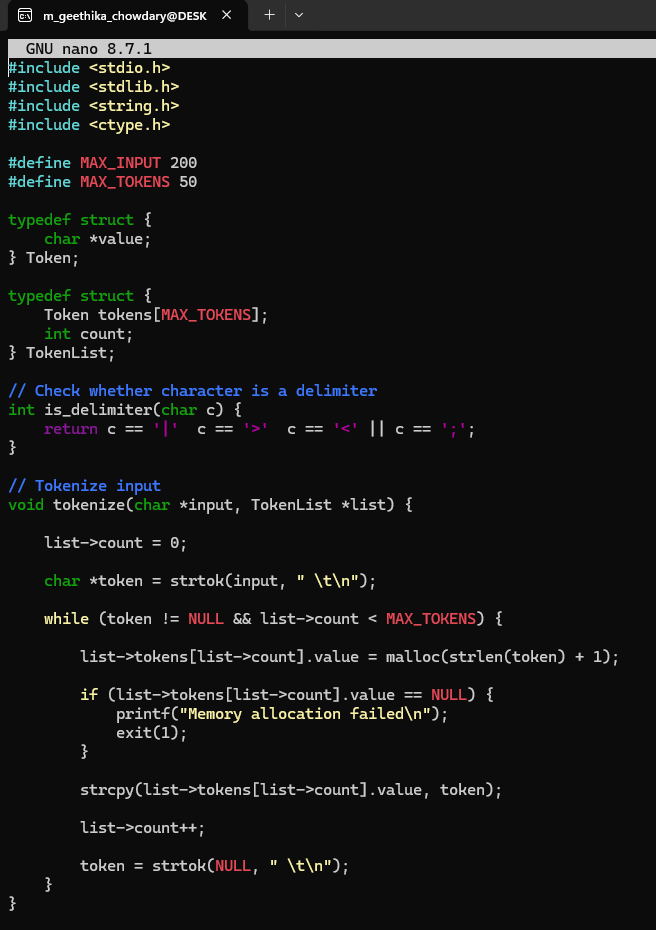 m_geethika_chowdary@DESK
GNU nano 8.7.1
#include <stdio.h>
#include <stdlib.h>
#include <string.h>
#include <ctype.h>

#define MAX_INPUT 200
#define MAX_TOKENS 50

typedef struct {
    char *value;
} Token;

typedef struct {
    Token tokens[MAX_TOKENS];
    int count;
} TokenList;

// Check whether character is a delimiter
int is_delimiter(char c) {
    return c == '|'  c == '>'  c == '<' || c == ';';
}

// Tokenize input
void tokenize(char *input, TokenList *list) {

    list->count = 0;

    char *token = strtok(input, " \t\n");

    while (token != NULL && list->count < MAX_TOKENS) {

        list->tokens[list->count].value = malloc(strlen(token) + 1);

        if (list->tokens[list->count].value == NULL) {
            printf("Memory allocation failed\n");
            exit(1);
        }

        strcpy(list->tokens[list->count].value, token);

        list->count++;

        token = strtok(NULL, " \t\n");
    }
}